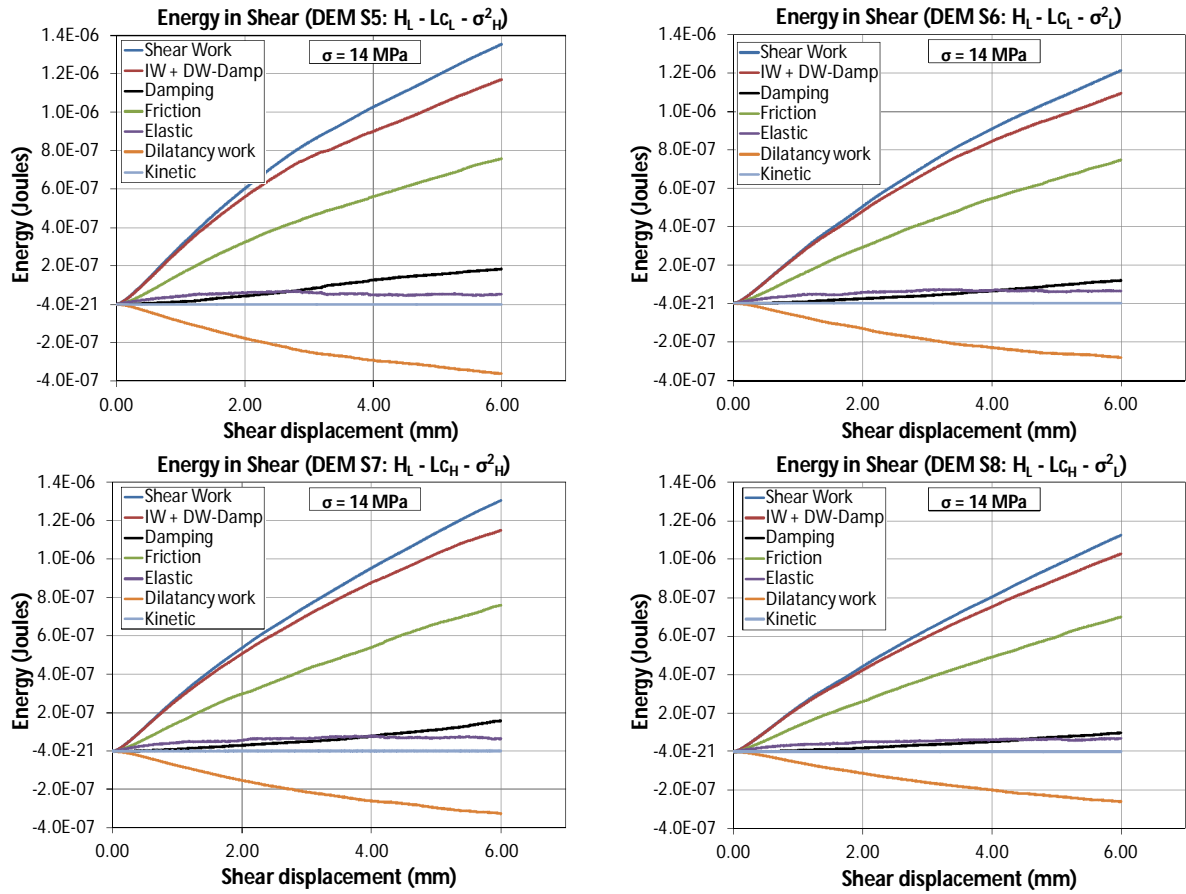 Energy in Shear (DEM S5: H_L - Lc_L - σ²_H)
1.4E-06
1.2E-06
1.0E-06
8.0E-07
6.0E-07
4.0E-07
2.0E-07
-4.0E-21
-2.0E-07
-4.0E-07
Energy (Joules)
Shear Work
IW + DW-Damp
Damping
Friction
Elastic
Dilatancy work
Kinetic
σ = 14 MPa
0.00 2.00 4.00 6.00
Shear displacement (mm)
Energy in Shear (DEM S6: H_L - Lc_L - σ²_L)
1.4E-06
1.2E-06
1.0E-06
8.0E-07
6.0E-07
4.0E-07
2.0E-07
-4.0E-21
-2.0E-07
-4.0E-07
Energy (Joules)
Shear Work
IW + DW-Damp
Damping
Friction
Elastic
Dilatancy work
Kinetic
σ = 14 MPa
0.00 2.00 4.00 6.00
Shear displacement (mm)
Energy in Shear (DEM S7: H_L - Lc_H - σ²_H)
1.4E-06
1.2E-06
1.0E-06
8.0E-07
6.0E-07
4.0E-07
2.0E-07
-4.0E-21
-2.0E-07
-4.0E-07
Energy (Joules)
Shear Work
IW + DW-Damp
Damping
Friction
Elastic
Dilatancy work
Kinetic
σ = 14 MPa
0.00 2.00 4.00 6.00
Shear displacement (mm)
Energy in Shear (DEM S8: H_L - Lc_H - σ²_L)
1.4E-06
1.2E-06
1.0E-06
8.0E-07
6.0E-07
4.0E-07
2.0E-07
-4.0E-21
-2.0E-07
-4.0E-07
Energy (Joules)
Shear Work
IW + DW-Damp
Damping
Friction
Elastic
Dilatancy work
Kinetic
σ = 14 MPa
0.00 2.00 4.00 6.00
Shear displacement (mm)